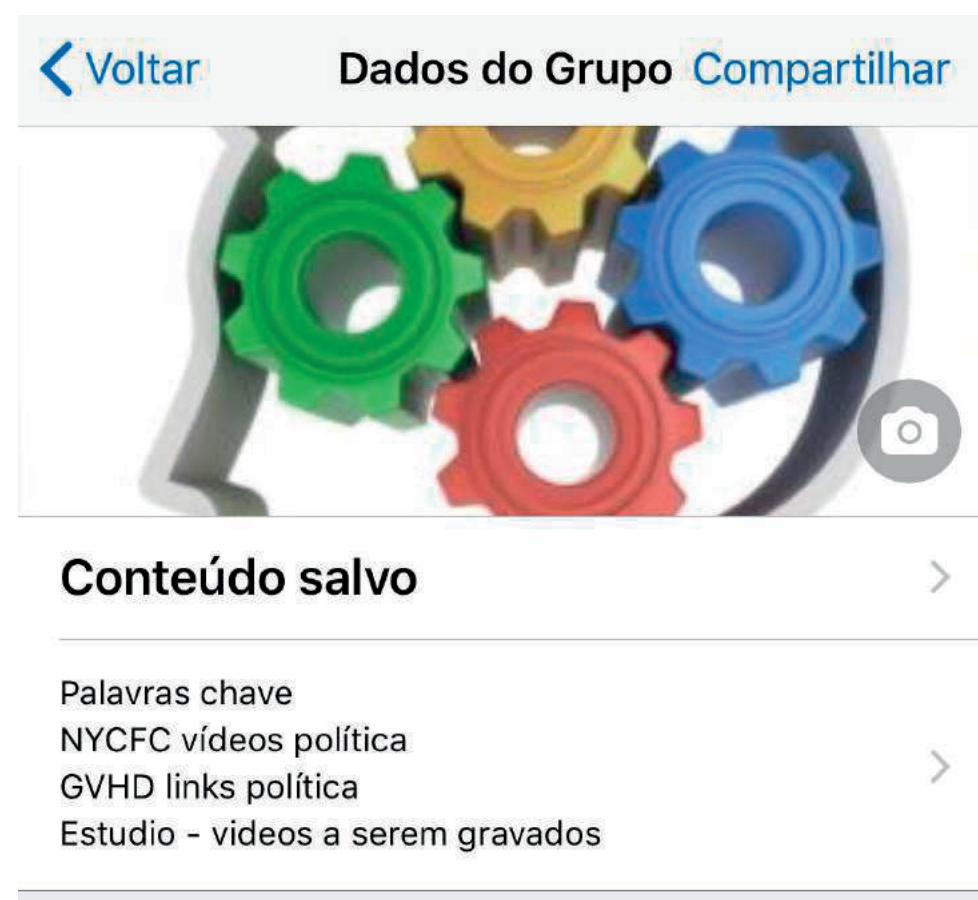 Voltar Dados do Grupo Compartilhar
Conteúdo salvo
Palavras chave
NYCFC vídeos política
GVHD links política
Estudio - videos a serem gravados